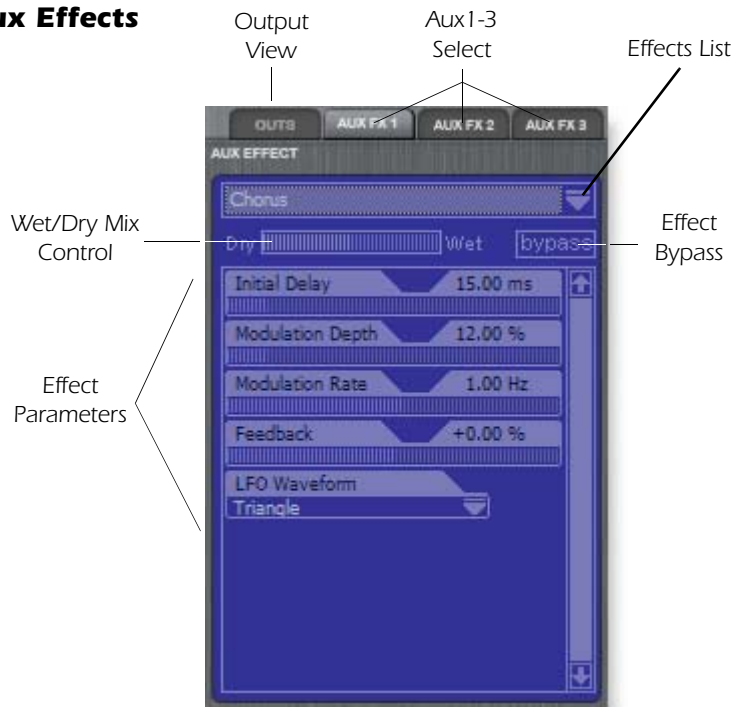 ux Effects
Output
View
Aux1-3
Select
Effects List
OUTS
AUX FX 1
AUX FX 2
AUX FX 3
AUX EFFECT
Chorus
Wet/Dry Mix
Control
Dry
Wet
bypass
Effect
Bypass
Initial Delay 15.00 ms
Modulation Depth 12.00 %
Modulation Rate 1.00 Hz
Feedback +0.00 %
Effect
Parameters
LFO Waveform
Triangle